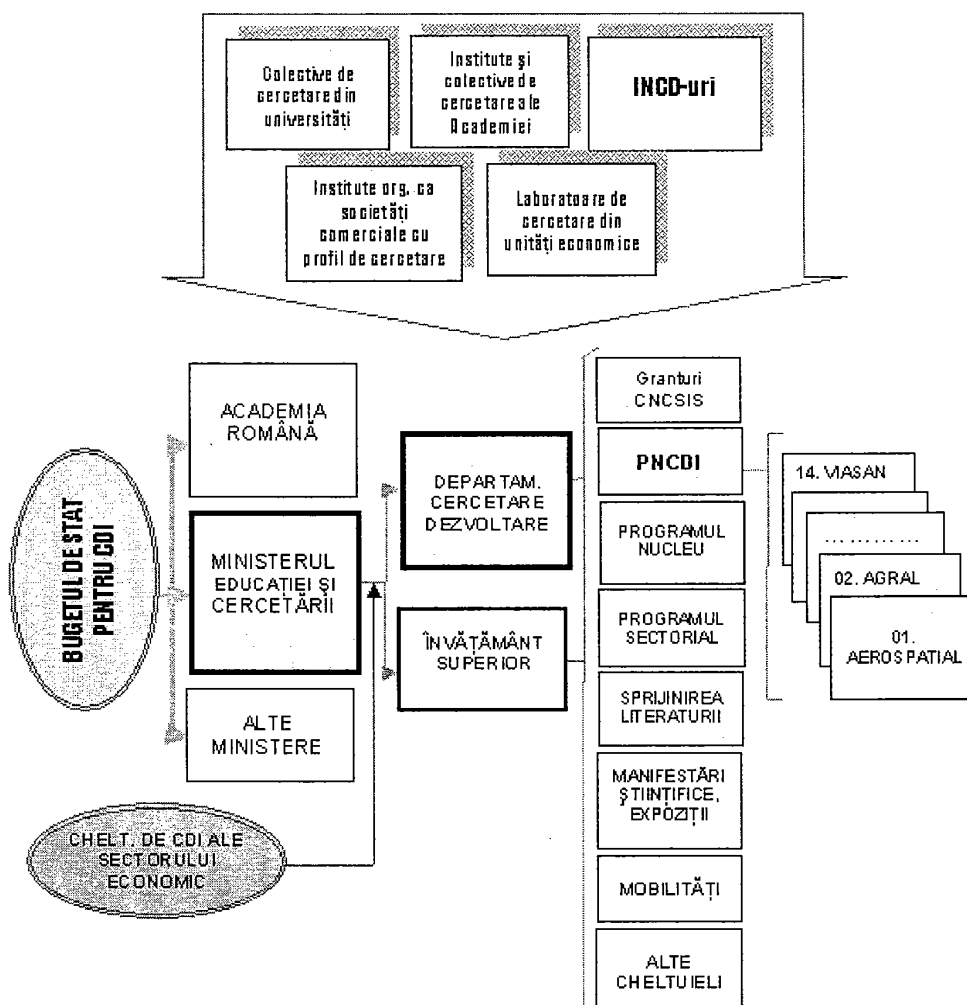 Colective de
cercetare din
universități
Institute și
colective de
cercetare ale
Academiei
INCD-uri
Institute org. ca
societăți
comerciale cu
profil de cercetare
Laboratoare de
cercetare din
unități economice
BUGETUL DE STAT
PENTRU CDI
ACADEMIA
ROMÂNĂ
MINISTERUL
EDUCAȚIEI ȘI
CERCETĂRII
ALTE
MINISTERE
CHELT. DE CDI ALE
SECTORULUI
ECONOMIC
DEPARTAM.
CERCETARE
DEZVOLTARE
ÎNVĂȚĂMÂNT
SUPERIOR
Granturi
CNCSIS
PNCDI
PROGRAMUL
NUCLEU
PROGRAMUL
SECTORIAL
SPRIJINIREA
LITERATURII
MANIFESTĂRI
ȘTIINȚIFICE,
EXPOZIȚII
MOBILITĂȚI
ALTE
CHELTUIELI
14. VIASAN
............
02. AGRAL
01.
AEROSPATIAL